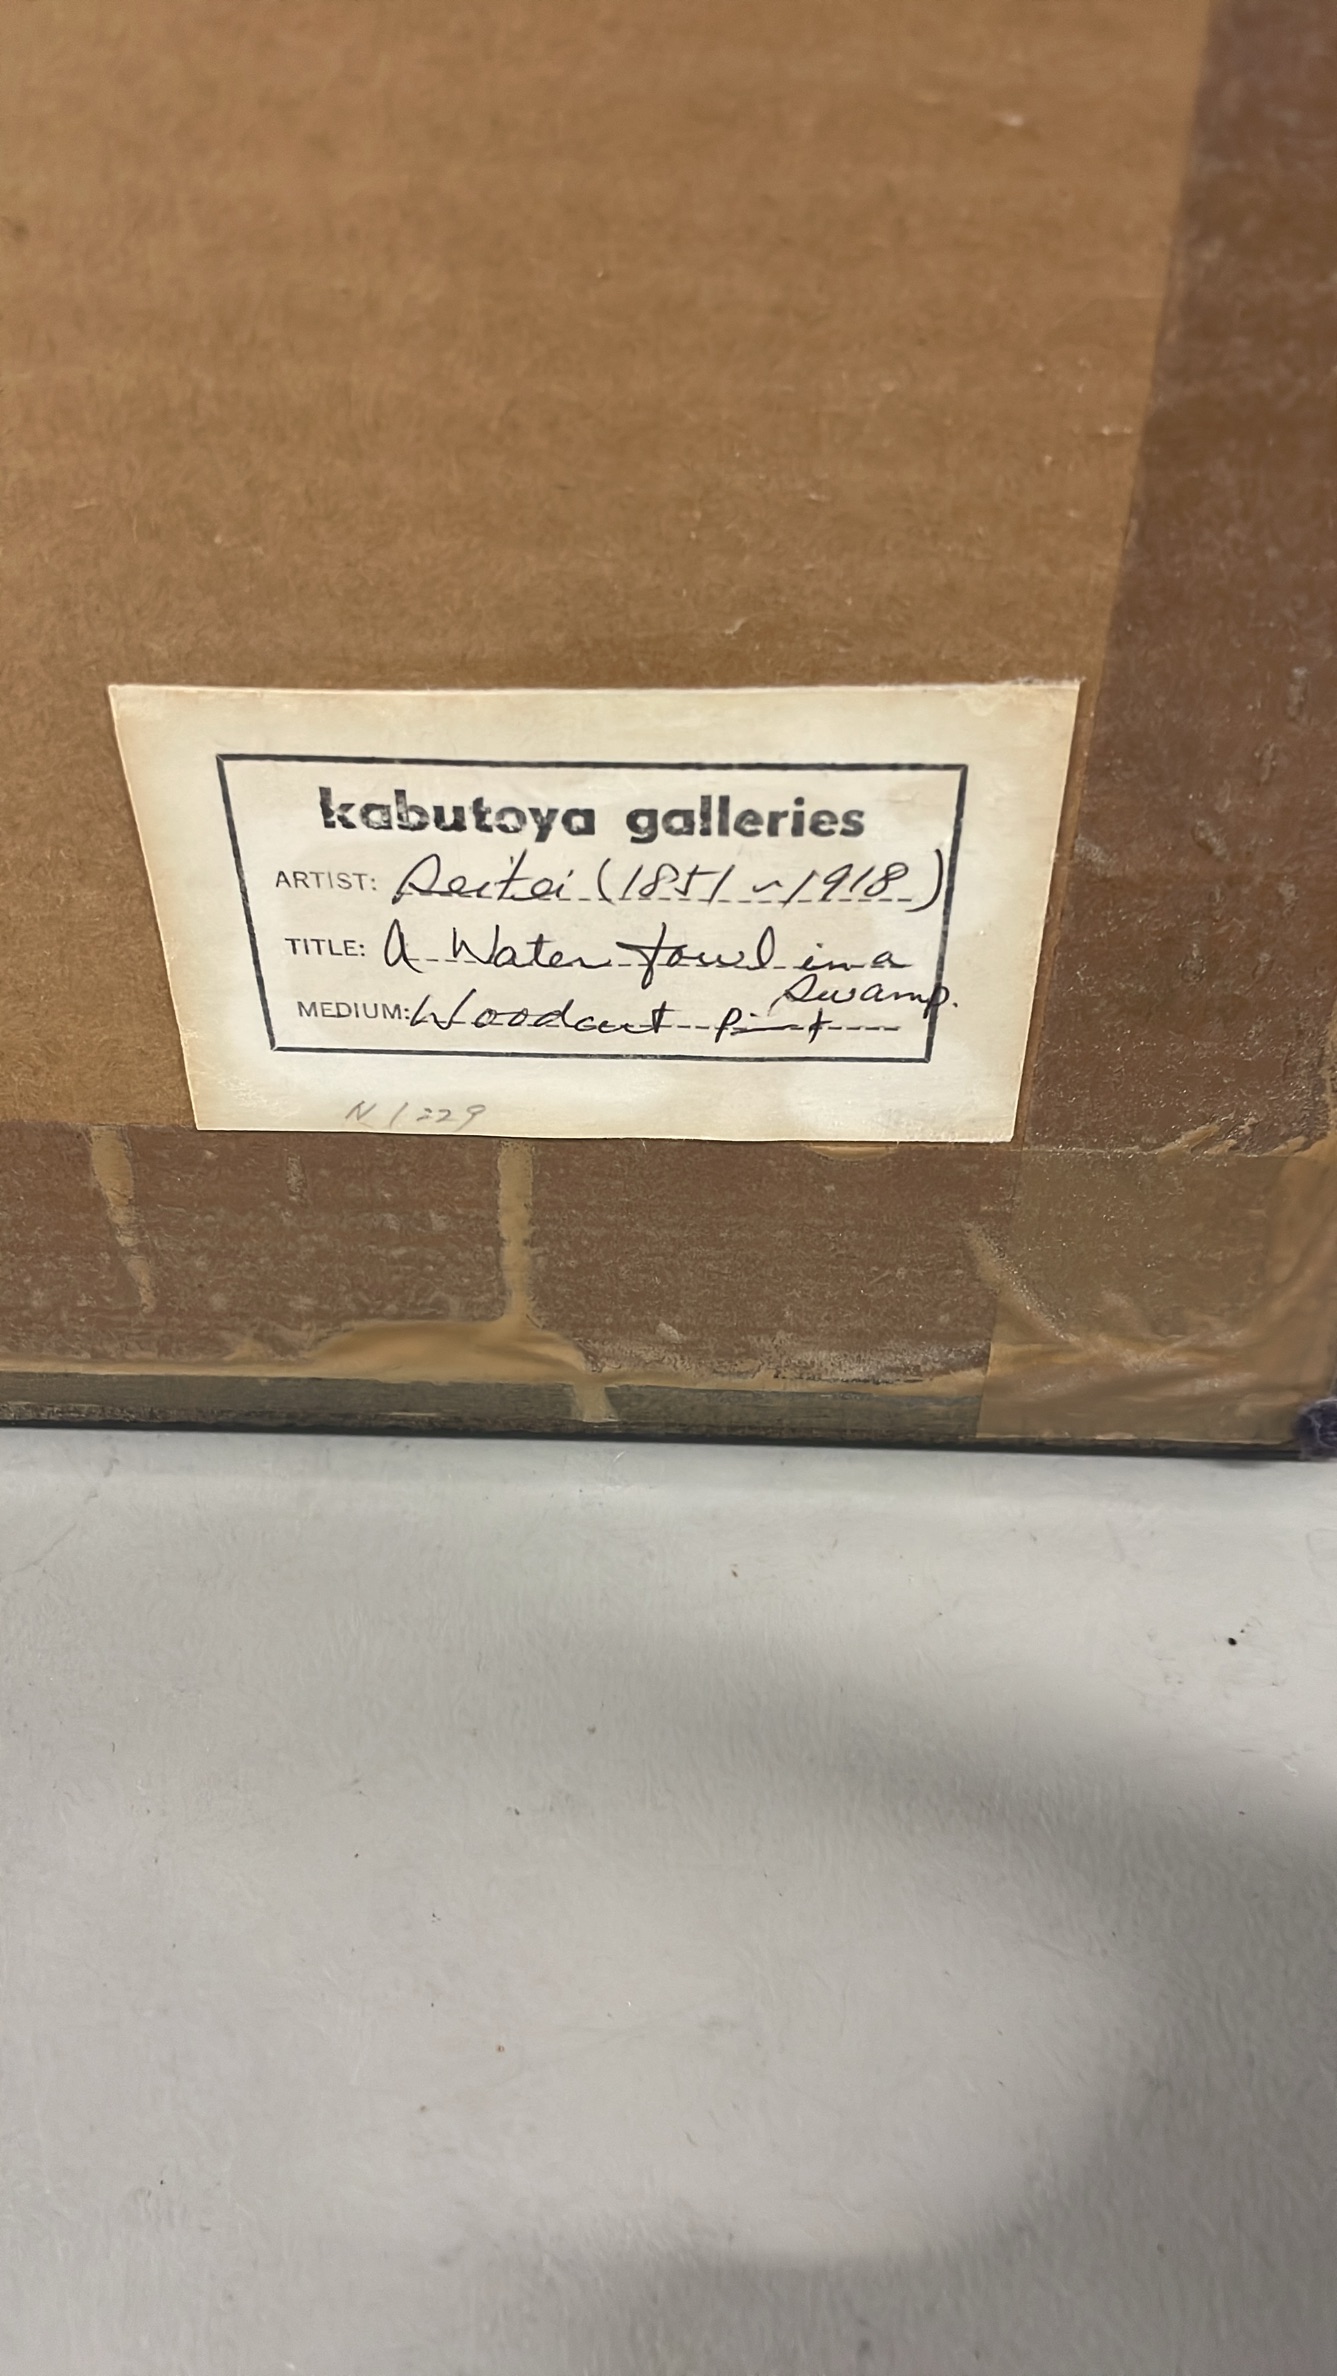 kabutoya galleries
ARTIST: Seitei (1851~1918)
TITLE: A Water fowl in a
swamp.
MEDIUM: Woodcut Print
N 1229